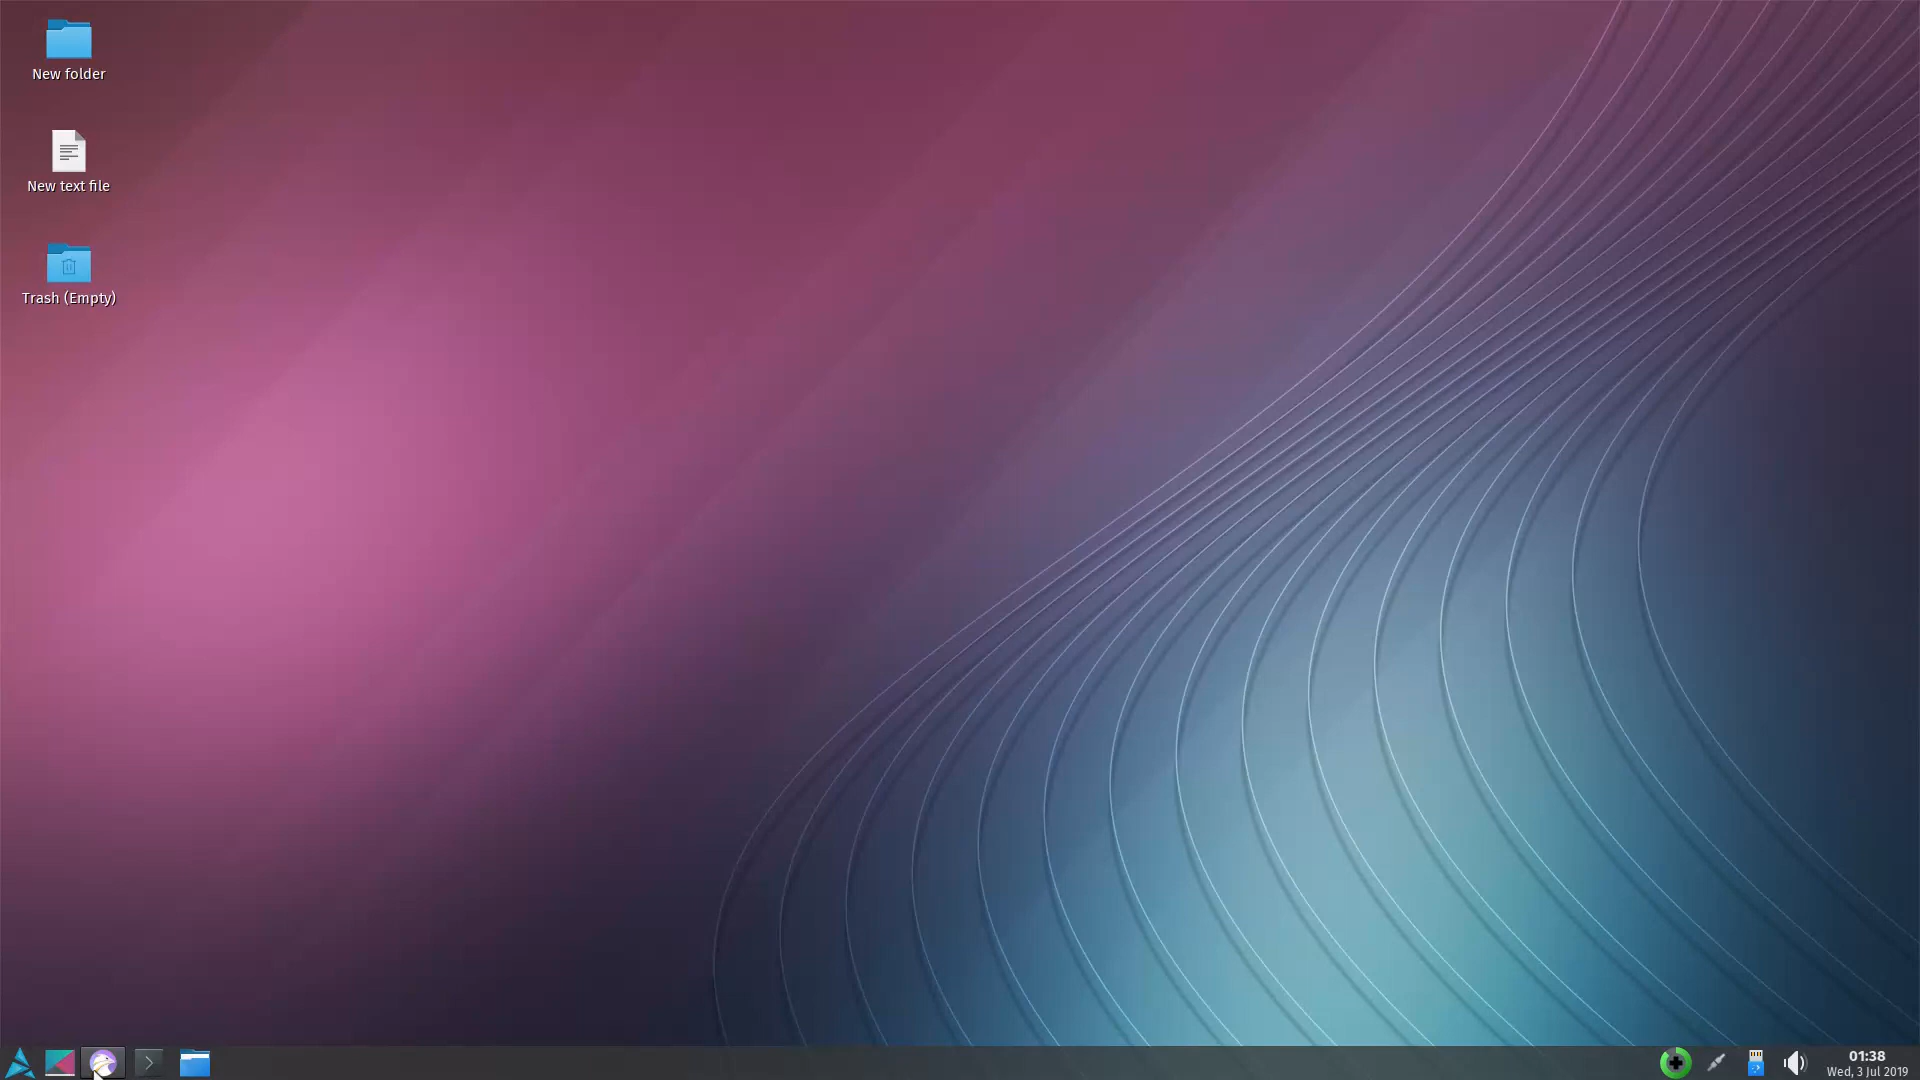 New folder
New text file
Trash (Empty)
01:38
Wed, 3 Jul 2019